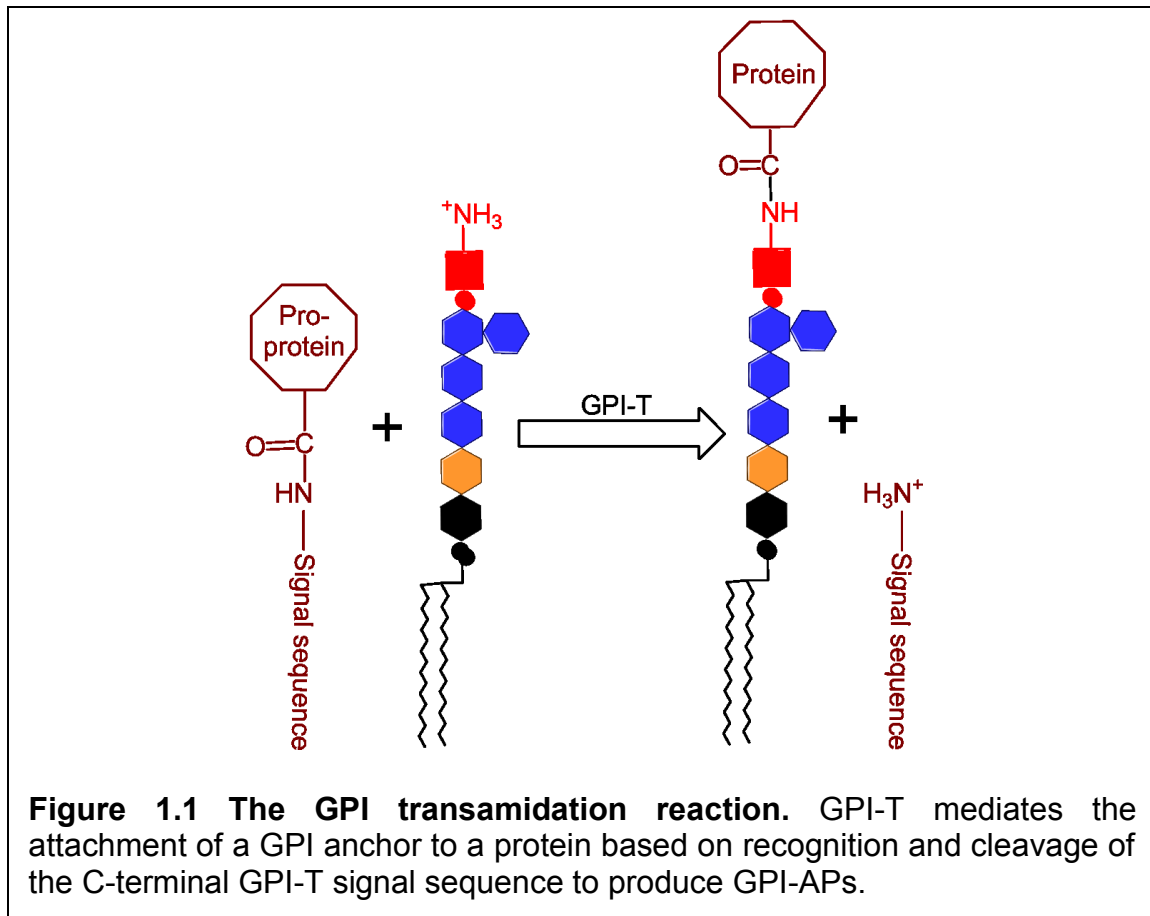 Protein
O=C
NH
⁺NH₃
Pro-
protein
+
GPI-T
+
O=C
HN
Signal sequence
H₃N⁺
Signal sequence
Figure 1.1 The GPI transamidation reaction. GPI-T mediates the
attachment of a GPI anchor to a protein based on recognition and cleavage of
the C-terminal GPI-T signal sequence to produce GPI-APs.